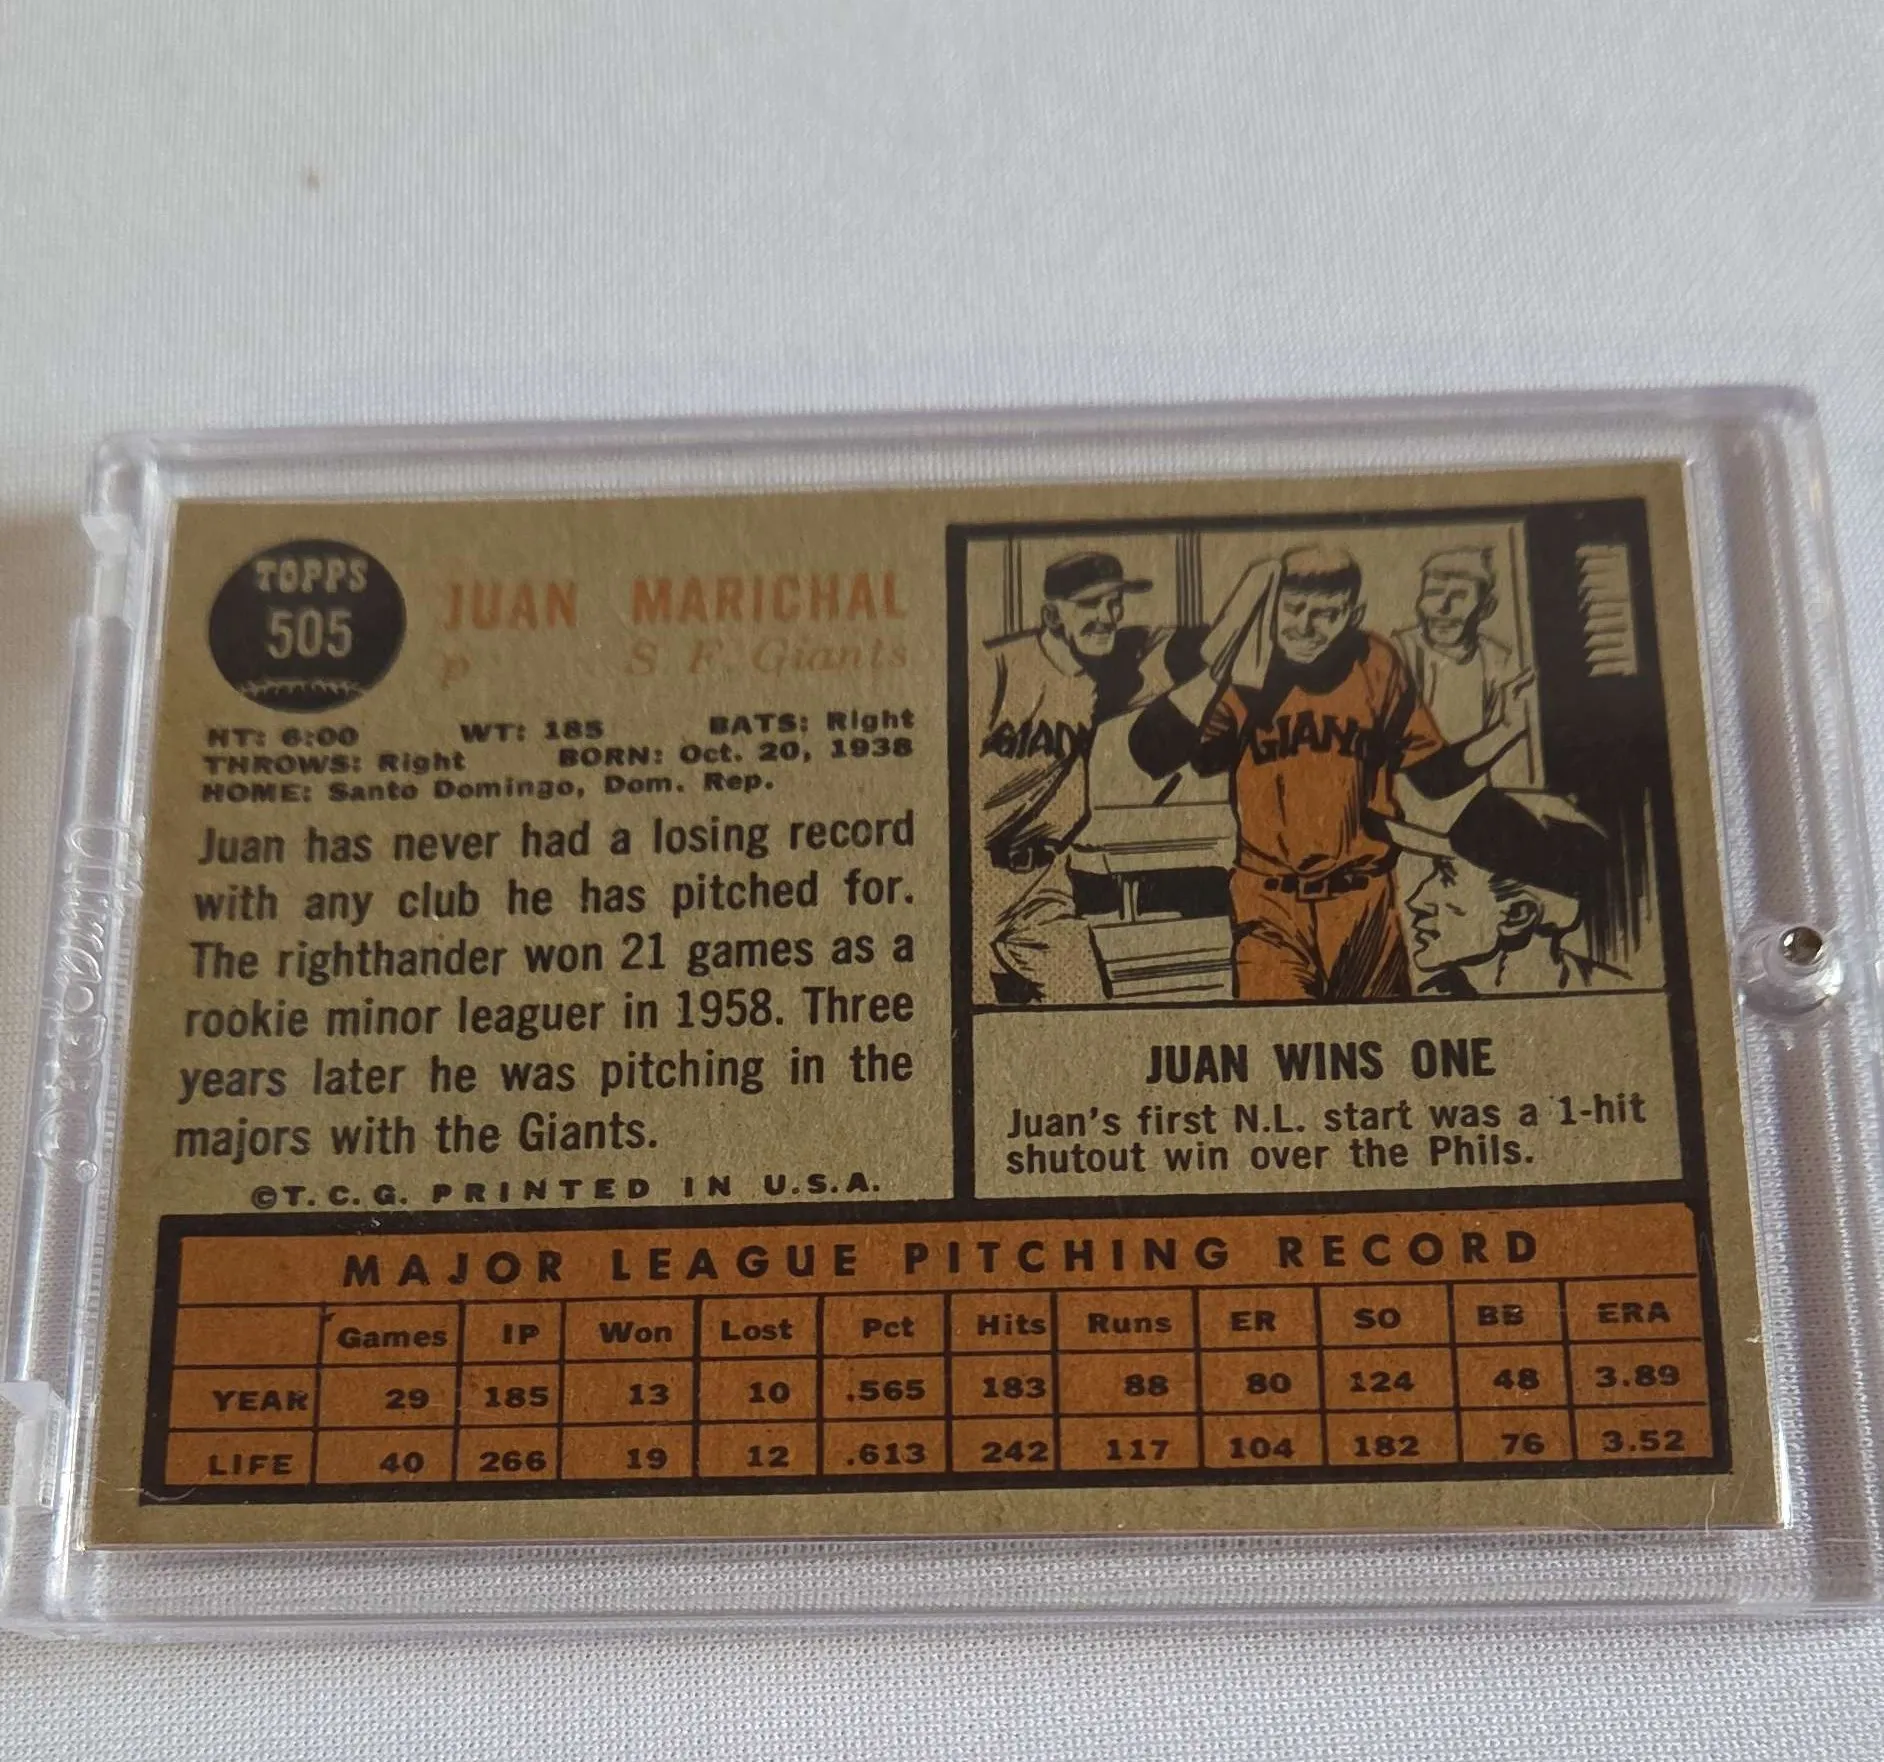 TOPPS
505
JUAN MARICHAL
p S. F. Giants
HT: 6:00 WT: 185 BATS: Right
THROWS: Right BORN: Oct. 20, 1938
HOME: Santo Domingo, Dom. Rep.
Juan has never had a losing record
with any club he has pitched for.
The righthander won 21 games as a
rookie minor leaguer in 1958. Three
years later he was pitching in the
majors with the Giants.
©T. C. G. PRINTED IN U.S.A.
GIAN
GIAN
JUAN WINS ONE
Juan's first N.L. start was a 1-hit
shutout win over the Phils.
MAJOR LEAGUE PITCHING RECORD
Games IP Won Lost Pct Hits Runs ER SO BB ERA
YEAR 29 185 13 10 .565 183 88 80 124 48 3.89
LIFE 40 266 19 12 .613 242 117 104 182 76 3.52